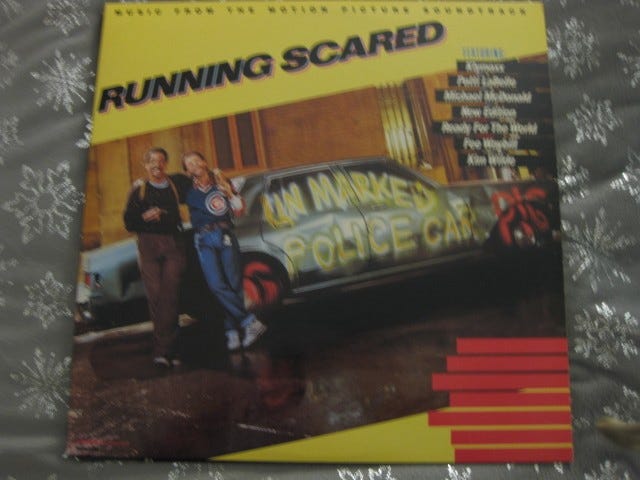 MUSIC FROM THE MOTION PICTURE SOUNDTRACK
RUNNING SCARED
FEATURING:
Klymaxx
Patti LaBelle
Michael McDonald
New Edition
Ready For The World
Fee Waybill
Kim Wilde
UN MARKED
POLICE CAR
PIG